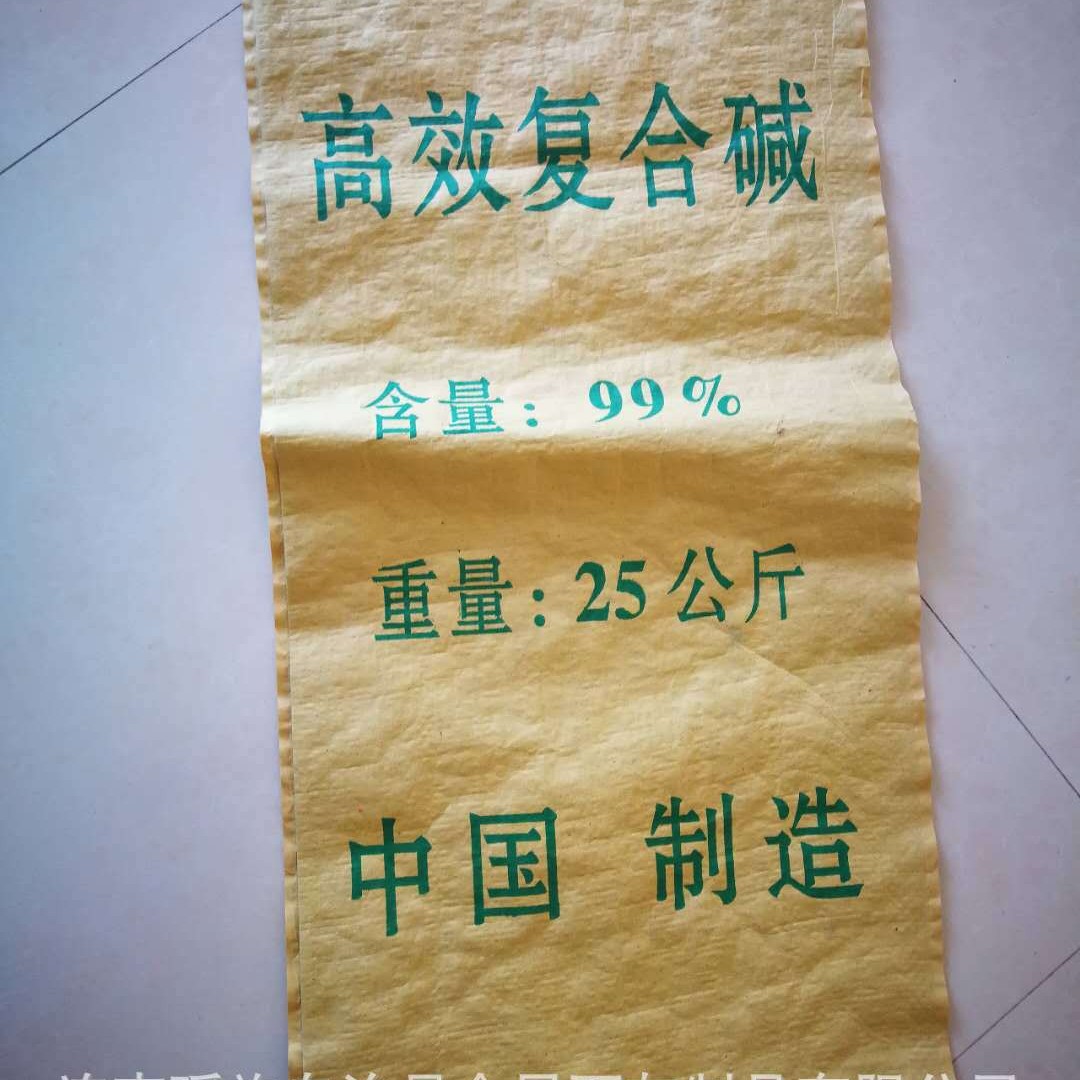 高效复合碱
含量：99%
重量：25公斤
中国 制造